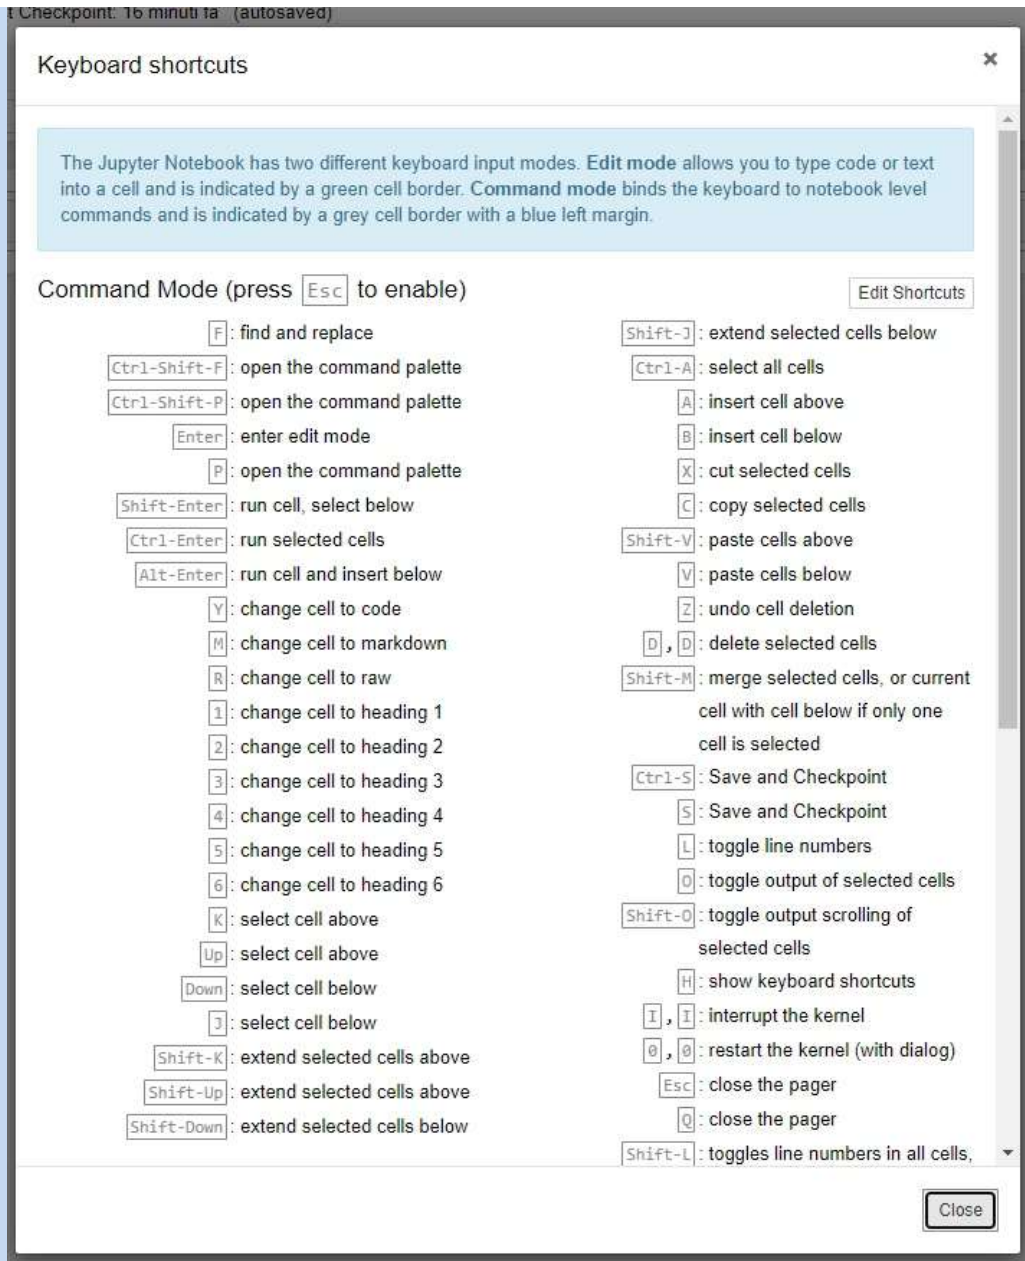 t Checkpoint: 16 minuti fa (autosaved)
Keyboard shortcuts
×
The Jupyter Notebook has two different keyboard input modes. Edit mode allows you to type code or text
into a cell and is indicated by a green cell border. Command mode binds the keyboard to notebook level
commands and is indicated by a grey cell border with a blue left margin.
Command Mode (press Esc to enable)
Edit Shortcuts
F : find and replace
Ctrl-Shift-F : open the command palette
Ctrl-Shift-P : open the command palette
Enter : enter edit mode
P : open the command palette
Shift-Enter : run cell, select below
Ctrl-Enter : run selected cells
Alt-Enter : run cell and insert below
Y : change cell to code
M : change cell to markdown
R : change cell to raw
1 : change cell to heading 1
2 : change cell to heading 2
3 : change cell to heading 3
4 : change cell to heading 4
5 : change cell to heading 5
6 : change cell to heading 6
K : select cell above
Up : select cell above
Down : select cell below
J : select cell below
Shift-K : extend selected cells above
Shift-Up : extend selected cells above
Shift-Down : extend selected cells below
Shift-J : extend selected cells below
Ctrl-A : select all cells
A : insert cell above
B : insert cell below
X : cut selected cells
C : copy selected cells
Shift-V : paste cells above
V : paste cells below
Z : undo cell deletion
D , D : delete selected cells
Shift-M : merge selected cells, or current
cell with cell below if only one
cell is selected
Ctrl-S : Save and Checkpoint
S : Save and Checkpoint
L : toggle line numbers
O : toggle output of selected cells
Shift-O : toggle output scrolling of
selected cells
H : show keyboard shortcuts
I , I : interrupt the kernel
0 , 0 : restart the kernel (with dialog)
Esc : close the pager
Q : close the pager
Shift-L : toggles line numbers in all cells,
Close